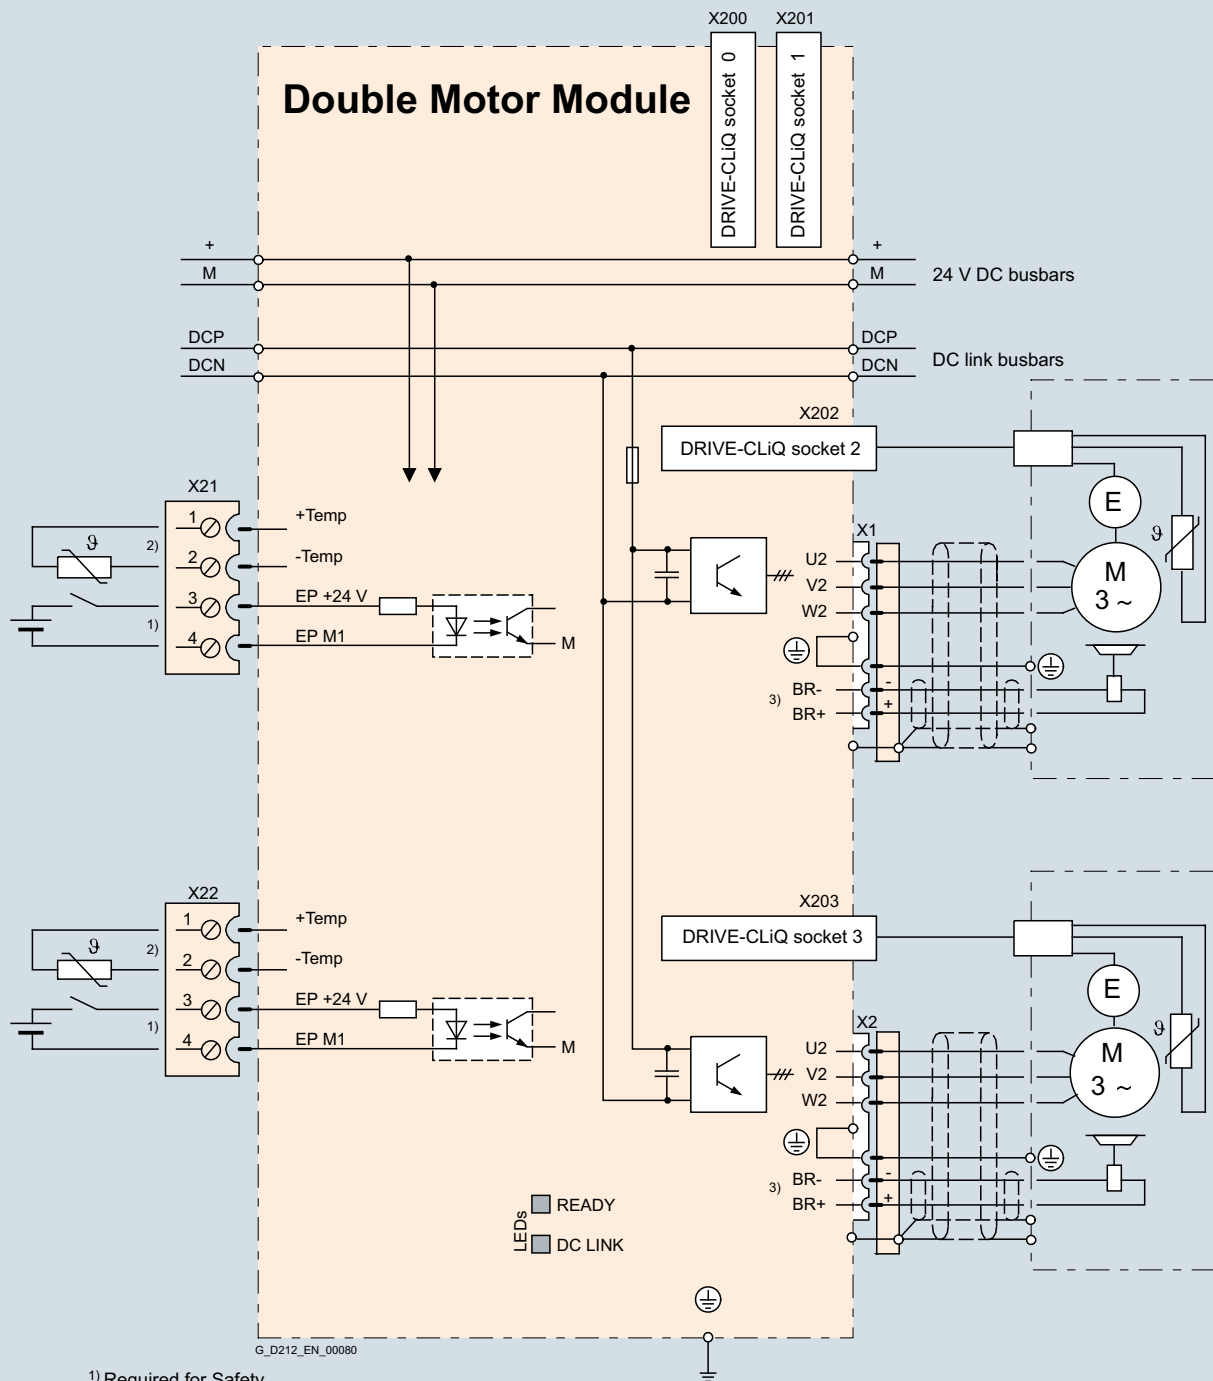 X200 X201
Double Motor Module
DRIVE-CLiQ socket 0
DRIVE-CLiQ socket 1
+ +
M M 24 V DC busbars
DCP DCP
DCN DCN DC link busbars
X202
DRIVE-CLiQ socket 2
X21
1 +Temp
ϑ 2)
2 -Temp
3 EP +24 V
1)
4 EP M1
M
X1
U2
V2
W2
3) BR- -
BR+ +
E
ϑ
M
3 ~
X22
1 +Temp
ϑ 2)
2 -Temp
3 EP +24 V
1)
4 EP M1
M
X203
DRIVE-CLiQ socket 3
X2
U2
V2
W2
3) BR- -
BR+ +
E
ϑ
M
3 ~
LEDs
READY
DC LINK
G_D212_EN_00080
1) Required for Safety